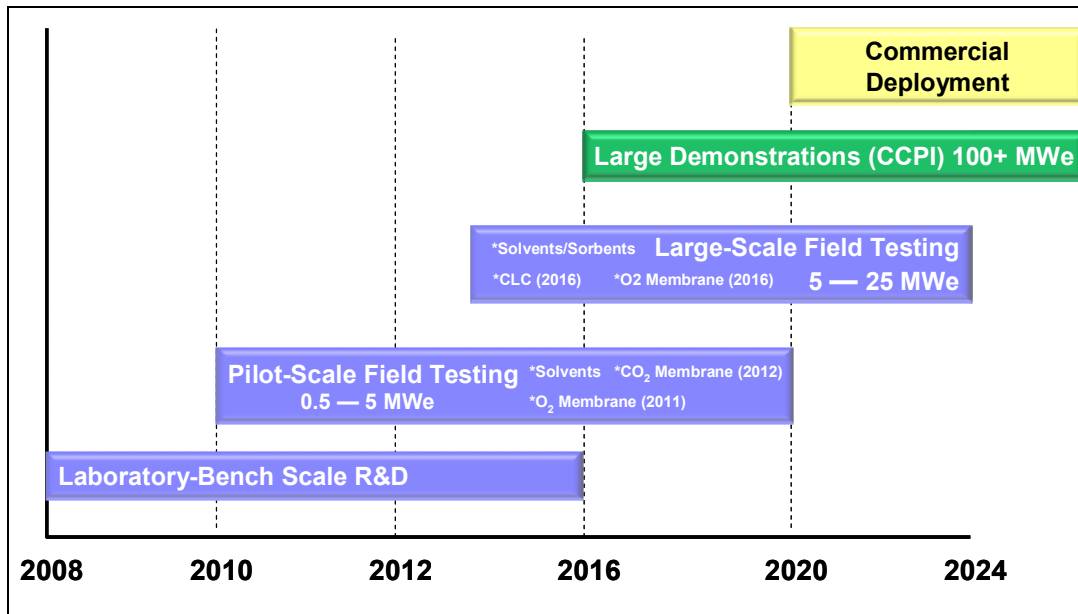 Commercial
Deployment
Large Demonstrations (CCPI) 100+ MWe
*Solvents/Sorbents Large-Scale Field Testing
*CLC (2016) *O2 Membrane (2016) 5 — 25 MWe
Pilot-Scale Field Testing *Solvents *CO₂ Membrane (2012)
0.5 — 5 MWe *O₂ Membrane (2011)
Laboratory-Bench Scale R&D
2008 2010 2012 2016 2020 2024